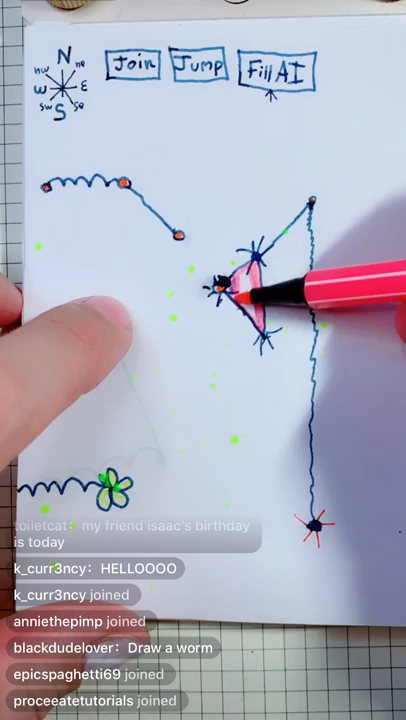 N
nw ne
W E
sw se
S
Join Jump Fill AI
toiletcat: my friend isaac's birthday
is today
k_curr3ncy: HELLOOOO
k_curr3ncy joined
anniethepimp joined
blackdudelover: Draw a worm
epicspaghetti69 joined
proceeatetutorials joined